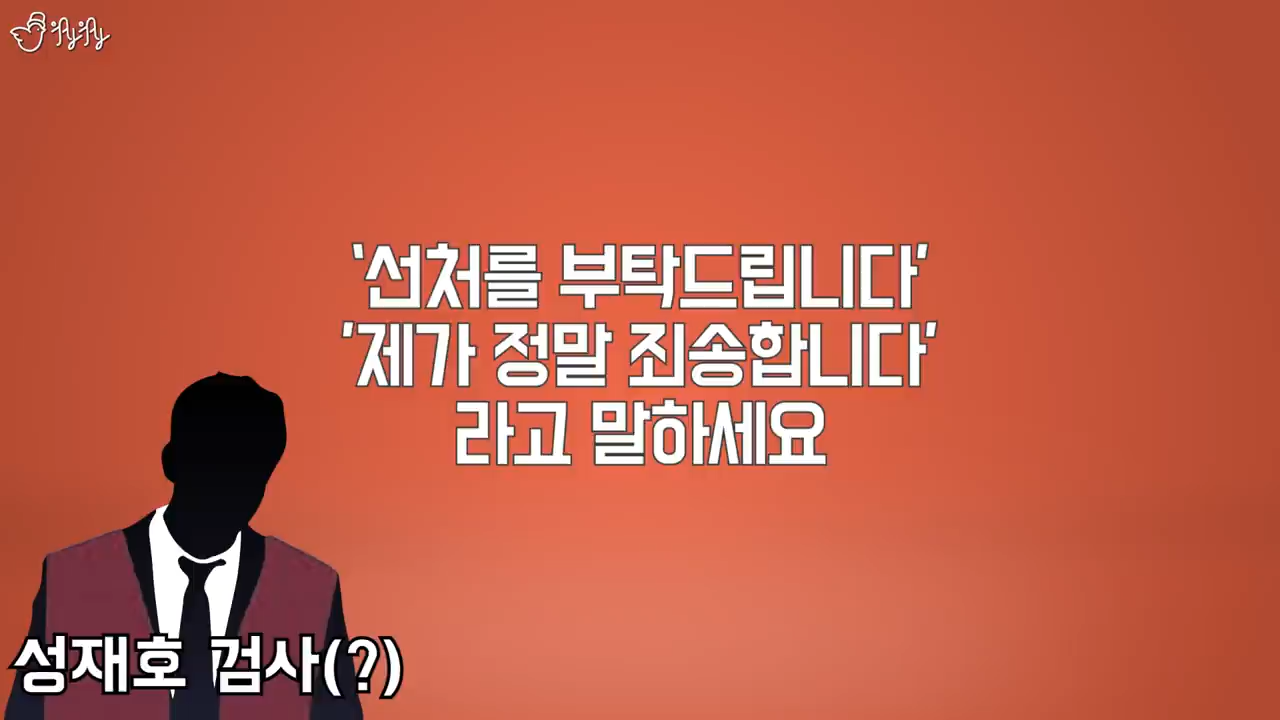 '선처를 부탁드립니다'
'제가 정말 죄송합니다'
라고 말하세요
성재호 검사(?)